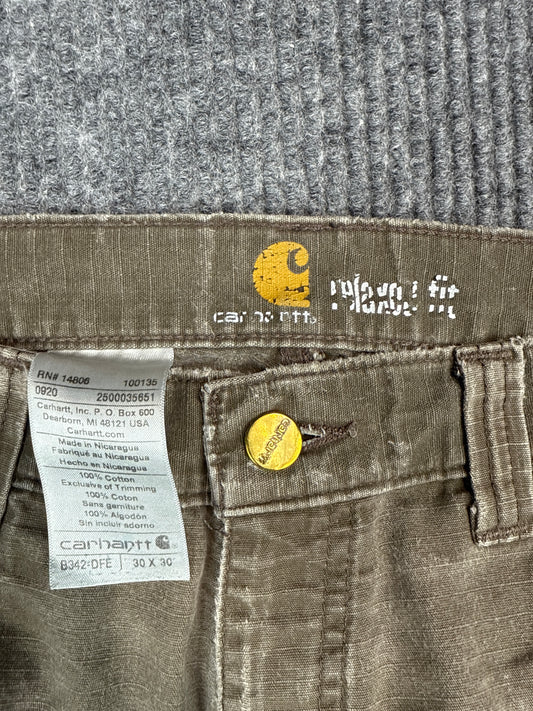 carhartt®
relaxed fit
RN# 14806 100135
0920 2500035651
Carhartt, Inc. P. O. Box 600
Dearborn, MI 48121 USA
Carhartt.com
Made in Nicaragua
Fabriqué au Nicaragua
Hecho en Nicaragua
100% Cotton
Exclusive of Trimming
100% Coton
Sans garniture
100% Algodón
Sin incluir adorno
carhartt
B342-DFE 30 X 30
CARHARTT